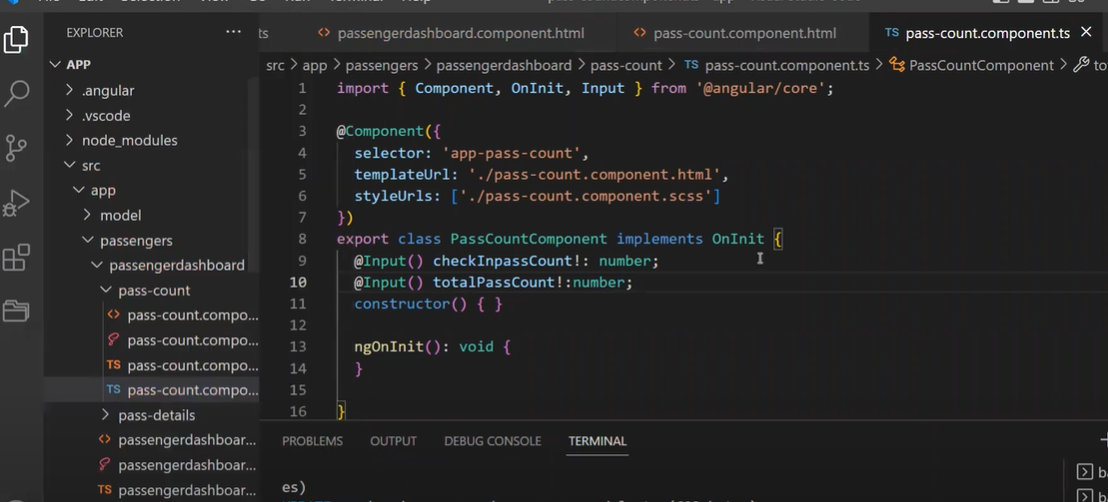 EXPLORER
...
APP
.angular
.vscode
node_modules
src
app
model
passengers
passengerdashboard
pass-count
pass-count.compo...
pass-count.compo...
TS pass-count.compo...
TS pass-count.compo...
pass-details
passengerdashboar...
passengerdashboar...
TS passengerdashboar...
ts
<> passengerdashboard.component.html
<> pass-count.component.html
TS pass-count.component.ts
src > app > passengers > passengerdashboard > pass-count > TS pass-count.component.ts > PassCountComponent >
1 import { Component, OnInit, Input } from '@angular/core';
2
3 @Component({
4 selector: 'app-pass-count',
5 templateUrl: './pass-count.component.html',
6 styleUrls: ['./pass-count.component.scss']
7 })
8 export class PassCountComponent implements OnInit {
9 @Input() checkInpassCount!: number;
10 @Input() totalPassCount!:number;
11 constructor() { }
12
13 ngOnInit(): void {
14 }
15
16 }
PROBLEMS OUTPUT DEBUG CONSOLE TERMINAL
es)